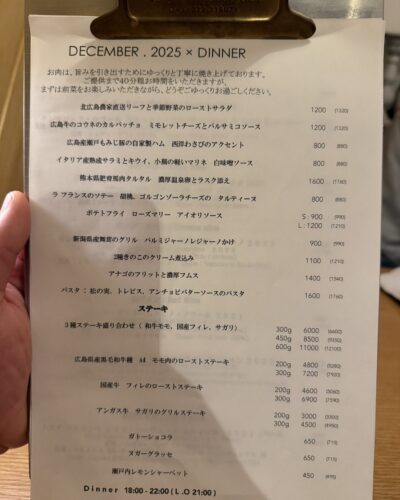 DECEMBER . 2025 × DINNER
お肉は、旨みを引き出すためにゆっくりと丁寧に焼き上げております。
ご提供まで40分程お時間をいただきますが、
まずは前菜をお楽しみいただきながら、どうぞごゆっくりお過ごしください。
北広島農家直送リーフと季節野菜のローストサラダ 1200 (1320)
広島牛のコウネのカルパッチョ ミモレットチーズとバルサミコソース 800 (880)
広島産瀬戸もみじ豚の自家製ハム 西洋わさびのアクセント 800 (880)
イタリア産熟成サラミとキウイ、小鯛の軽いマリネ 白味噌ソース 800 (880)
熊本県肥育馬肉タルタル 濃厚温泉卵とラスク添え 1600 (1760)
ラ フランスのソテー 胡桃、ゴルゴンゾーラチーズの タルティーヌ 800 (880)
ポテトフライ ローズマリー アイオリソース S : 900 (990)
L : 1200 (1210)
新潟県産舞茸のグリル パルミジャーノレジャーノかけ 900 (990)
2種きのこのクリーム煮込み 1100 (1210)
アナゴのフリットと濃厚フムス 1400 (1540)
パスタ : 松の実、トレビス、アンチョビバターソースのパスタ 1600 (1760)
ステーキ
3種ステーキ盛り合わせ ( 和牛モモ、国産フィレ、サガリ) 300g 6000 (6600)
450g 8500 (9350)
600g 11000 (12100)
広島県産黒毛和牛種 A4 モモ肉のローストステーキ 200g 4800 (5280)
300g 7200 (7920)
国産牛 フィレのローストステーキ 200g 4600 (5060)
300g 6900 (7590)
アンガス牛 サガリのグリルステーキ 200g 3000 (3300)
300g 4500 (4950)
ガトーショコラ 650 (715)
ヌガーグラッセ 650 (715)
瀬戸内レモンシャーベット 450 (495)
Dinner 18:00-22:00 (L.O 21:00)